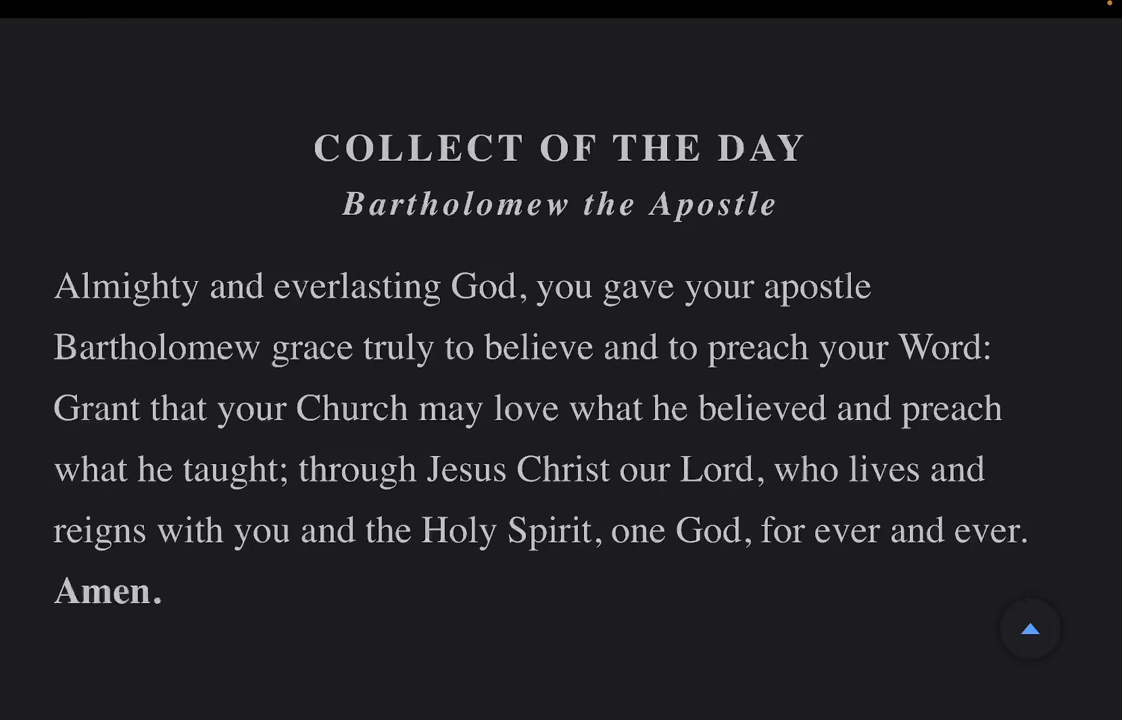 COLLECT OF THE DAY
Bartholomew the Apostle
Almighty and everlasting God, you gave your apostle
Bartholomew grace truly to believe and to preach your Word:
Grant that your Church may love what he believed and preach
what he taught; through Jesus Christ our Lord, who lives and
reigns with you and the Holy Spirit, one God, for ever and ever.
Amen.